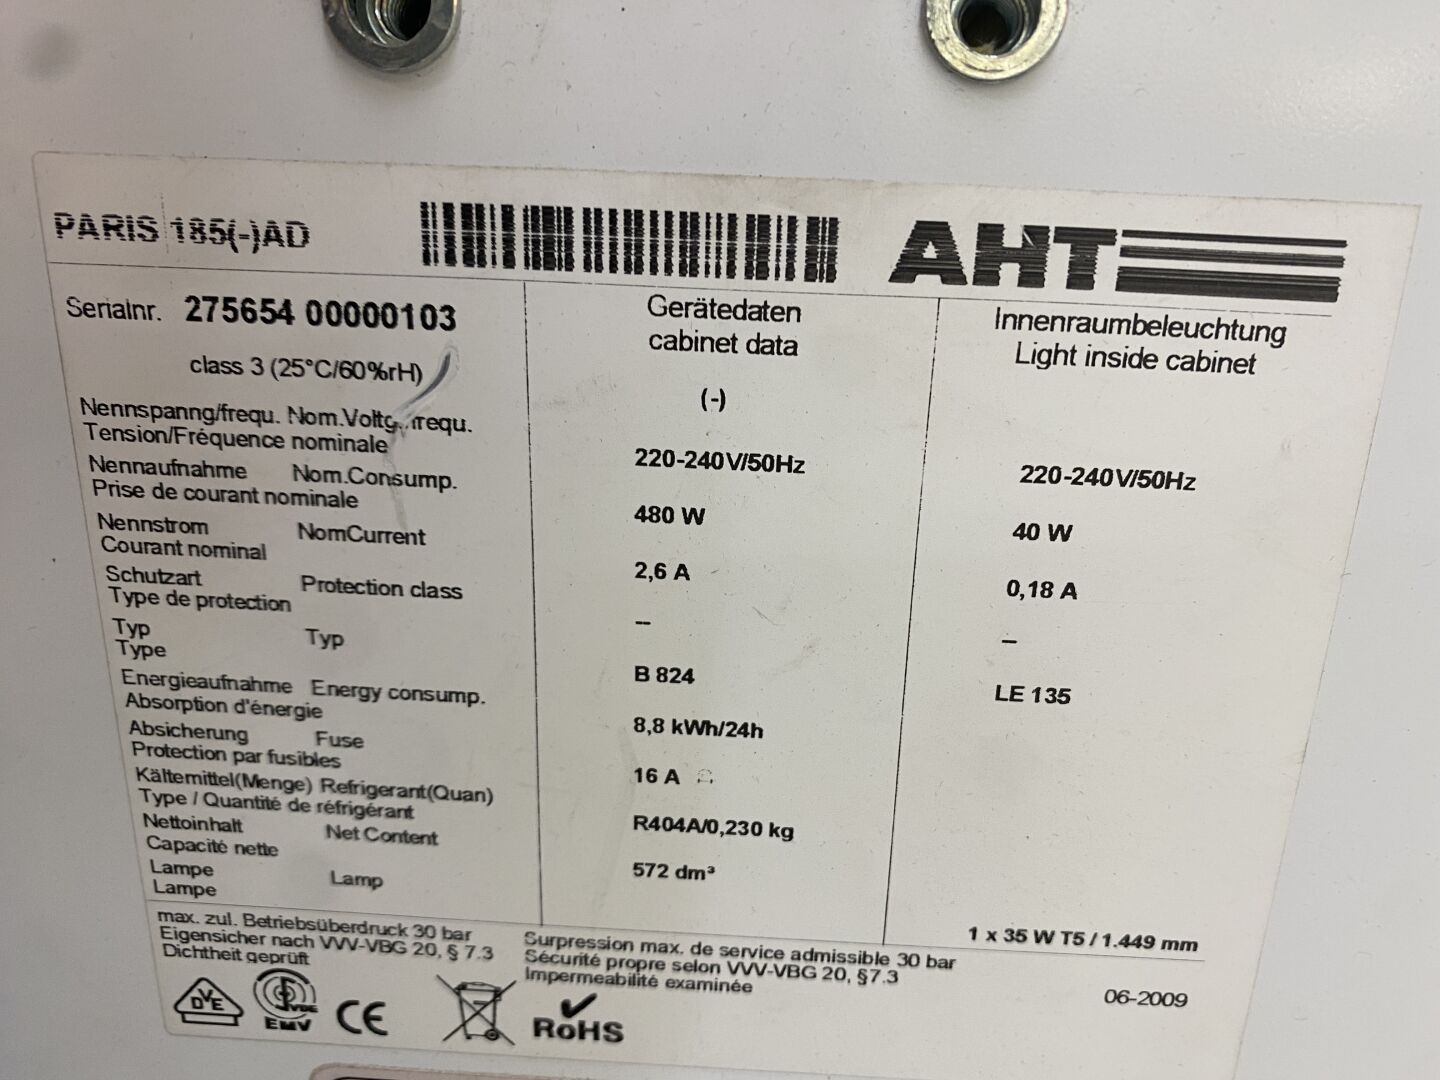 PARIS 185(-)AD
AHT
Serialnr. 275654 00000103
class 3 (25°C/60%rH)
Gerätedaten
cabinet data
(-)
Innenraumbeleuchtung
Light inside cabinet
Nennspanng/frequ. Nom.Voltg./frequ.
Tension/Fréquence nominale
220-240V/50Hz
220-240V/50Hz
Nennaufnahme Nom.Consump.
Prise de courant nominale
480 W
40 W
Nennstrom NomCurrent
Courant nominal
2,6 A
0,18 A
Schutzart Protection class
Type de protection
--
–
Typ Typ
Type
B 824
LE 135
Energieaufnahme Energy consump.
Absorption d'énergie
8,8 kWh/24h
Absicherung Fuse
Protection par fusibles
16 A
Kältemittel(Menge) Refrigerant(Quan)
Type / Quantité de réfrigérant
R404A/0,230 kg
Nettoinhalt Net Content
Capacité nette
572 dm³
Lampe Lamp
Lampe
1 x 35 W T5 / 1.449 mm
max. zul. Betriebsüberdruck 30 bar
Eigensicher nach VVV-VBG 20, § 7.3
Dichtheit geprüft
Surpression max. de service admissible 30 bar
Sécurité propre selon VVV-VBG 20, §7.3
Impermeabilité examinée
06-2009
DVE
VDE
EMV
CE
RoHS